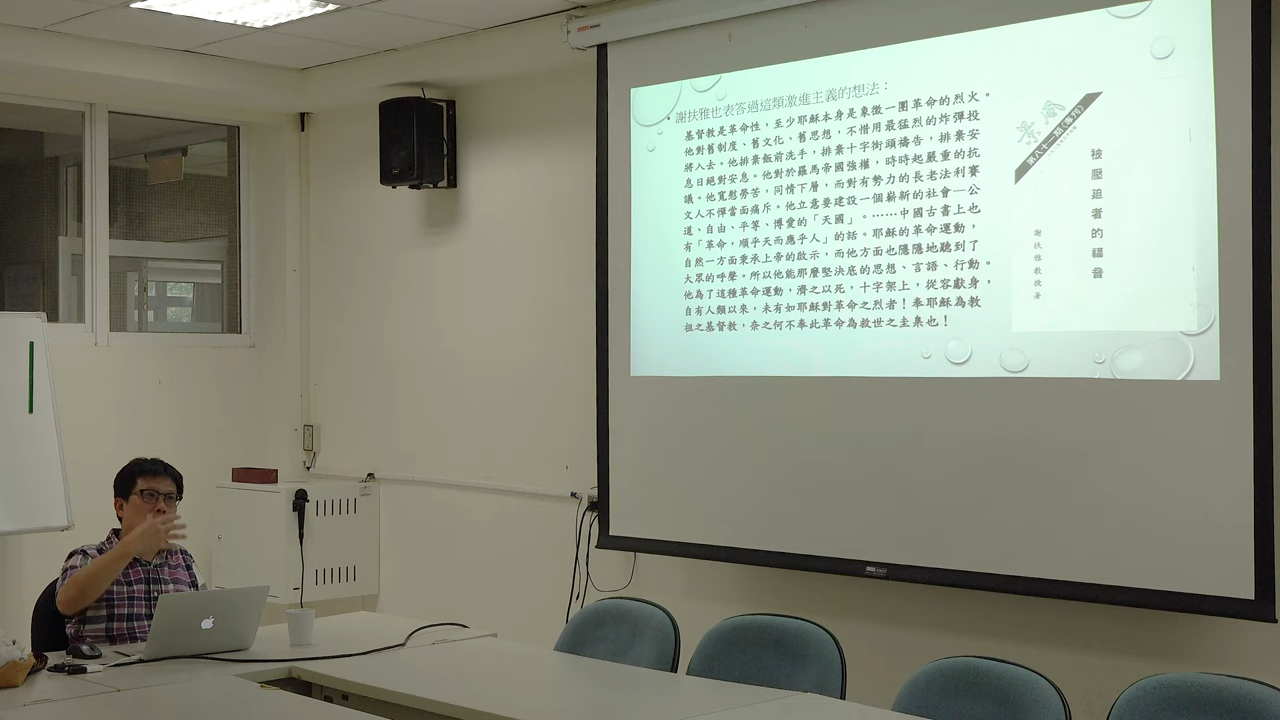 謝扶雅也表答過這類激進主義的想法：
基督教是革命性，至少耶穌本身是象徵一團革命的烈火。
他對舊制度、舊文化、舊思想，不惜用最猛烈的炸彈投
將入去。他排棄飯前洗手，排棄十字街頭禱告，排棄安
息日絕對安息。他對於羅馬帝國強權，時時起嚴重的抗
議。他寬慰勞苦，同情下層，而對有勢力的長老法利賽
文人不憚當面痛斥。他立意要建設一個嶄新的社會─公
道、自由、平等、博愛的「天國」。……中國古書上也
有「革命，順乎天而應乎人」的話。耶穌的革命運動，
自然一方面秉承上帝的啟示，而他方面也隱隱地聽到了
大眾的呼聲。所以他能那麼堅決底的思想、言語、行動。
他為了這種革命運動，濟之以死，十字架上，從容獻身，
自有人類以來，未有如耶穌對革命之烈者！奉耶穌為教
祖之基督教，奈之何不奉此革命為救世之圭臬也！
景風
第八十一期（專刊）
被壓迫者的福音
謝扶雅教授著